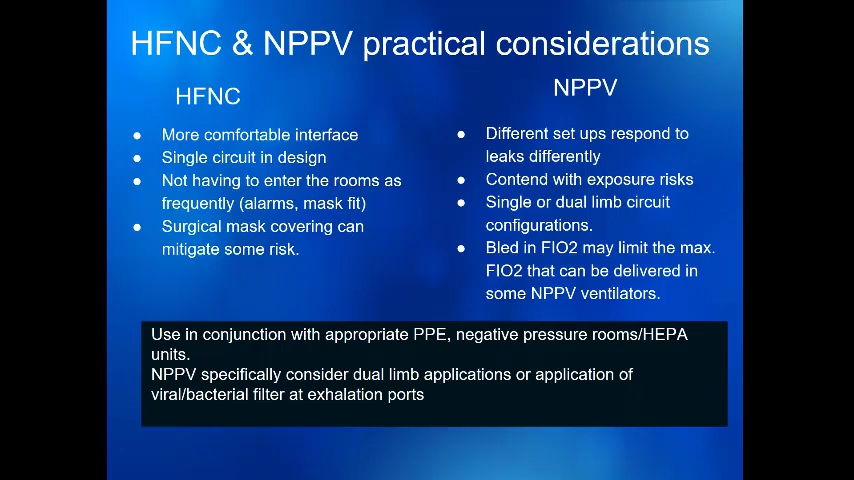 HFNC & NPPV practical considerations
HFNC
● More comfortable interface
● Single circuit in design
● Not having to enter the rooms as
frequently (alarms, mask fit)
● Surgical mask covering can
mitigate some risk.
NPPV
● Different set ups respond to
leaks differently
● Contend with exposure risks
● Single or dual limb circuit
configurations.
● Bled in FIO2 may limit the max.
FIO2 that can be delivered in
some NPPV ventilators.
Use in conjunction with appropriate PPE, negative pressure rooms/HEPA
units.
NPPV specifically consider dual limb applications or application of
viral/bacterial filter at exhalation ports